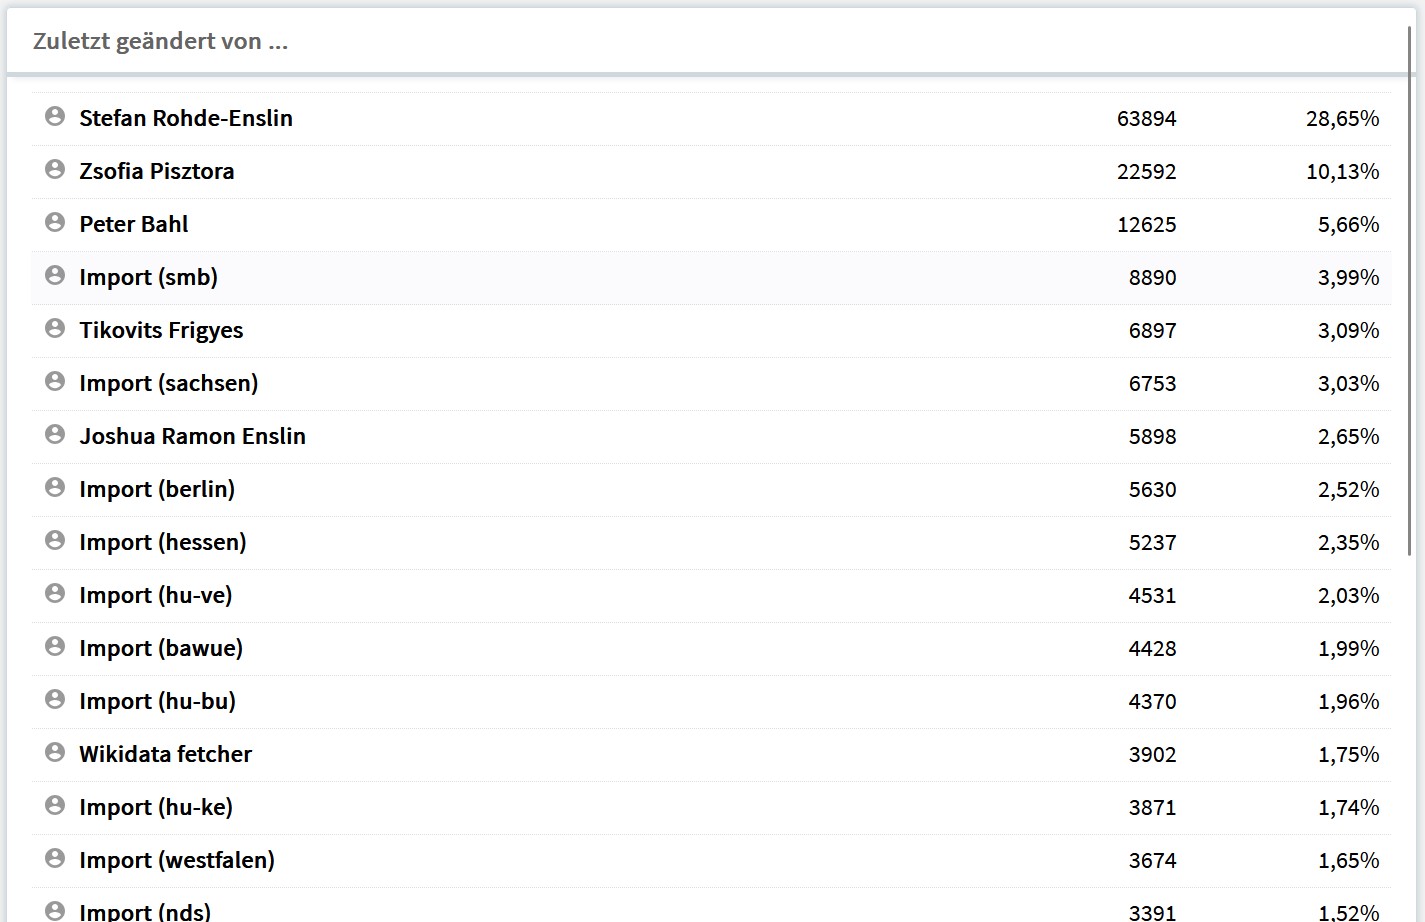 Zuletzt geändert von ...
Stefan Rohde-Enslin 63894 28,65%
Zsofia Pisztora 22592 10,13%
Peter Bahl 12625 5,66%
Import (smb) 8890 3,99%
Tikovits Frigyes 6897 3,09%
Import (sachsen) 6753 3,03%
Joshua Ramon Enslin 5898 2,65%
Import (berlin) 5630 2,52%
Import (hessen) 5237 2,35%
Import (hu-ve) 4531 2,03%
Import (bawue) 4428 1,99%
Import (hu-bu) 4370 1,96%
Wikidata fetcher 3902 1,75%
Import (hu-ke) 3871 1,74%
Import (westfalen) 3674 1,65%
Import (nds) 3391 1,52%